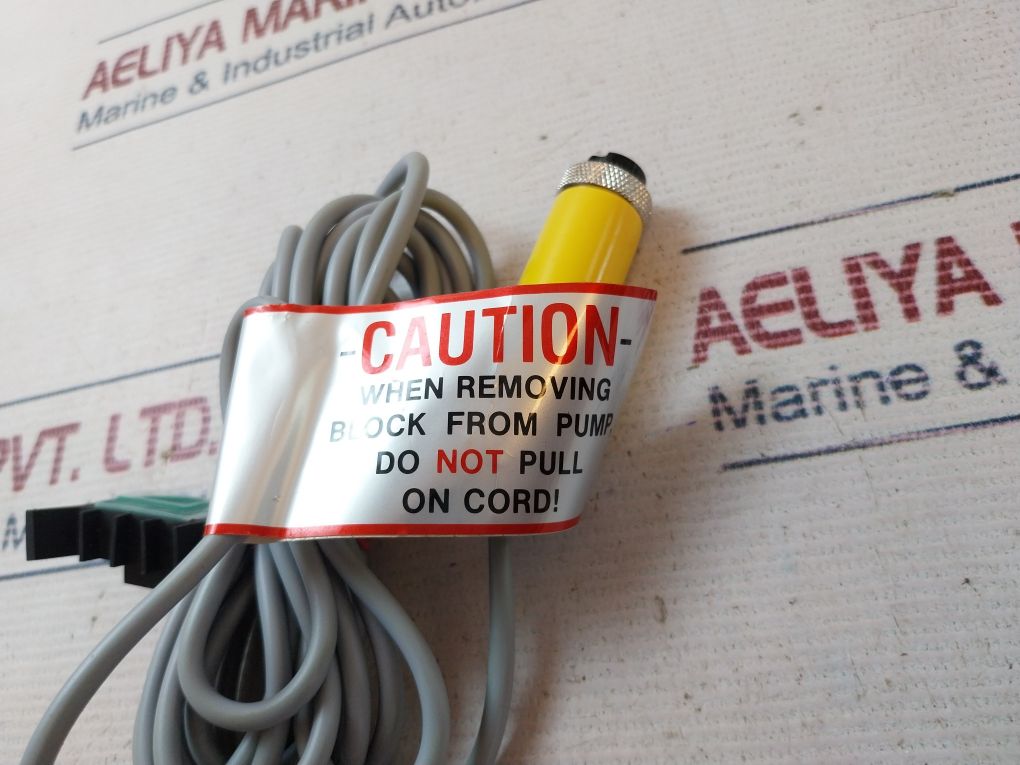 AELIYA MARIN
Marine & Industrial Auto
-CAUTION-
WHEN REMOVING
BLOCK FROM PUMP,
DO NOT PULL
ON CORD!
AELIYA
Marine &
PVT. LTD.
M